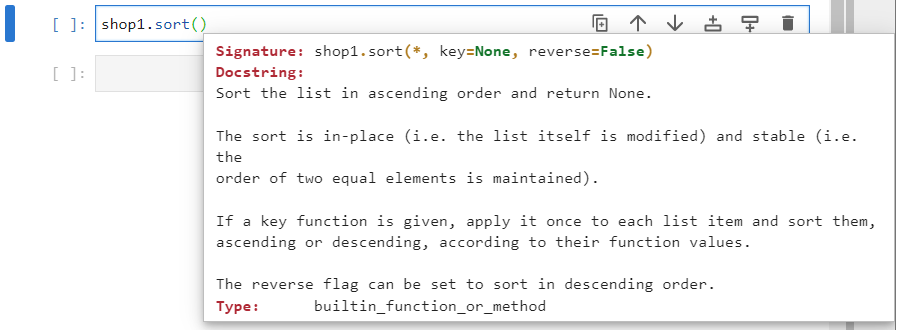 [ ]: shop1.sort()
Signature: shop1.sort(*, key=None, reverse=False)
[ ]:
Docstring:
Sort the list in ascending order and return None.
The sort is in-place (i.e. the list itself is modified) and stable (i.e.
the
order of two equal elements is maintained).
If a key function is given, apply it once to each list item and sort them,
ascending or descending, according to their function values.
The reverse flag can be set to sort in descending order.
Type: builtin_function_or_method